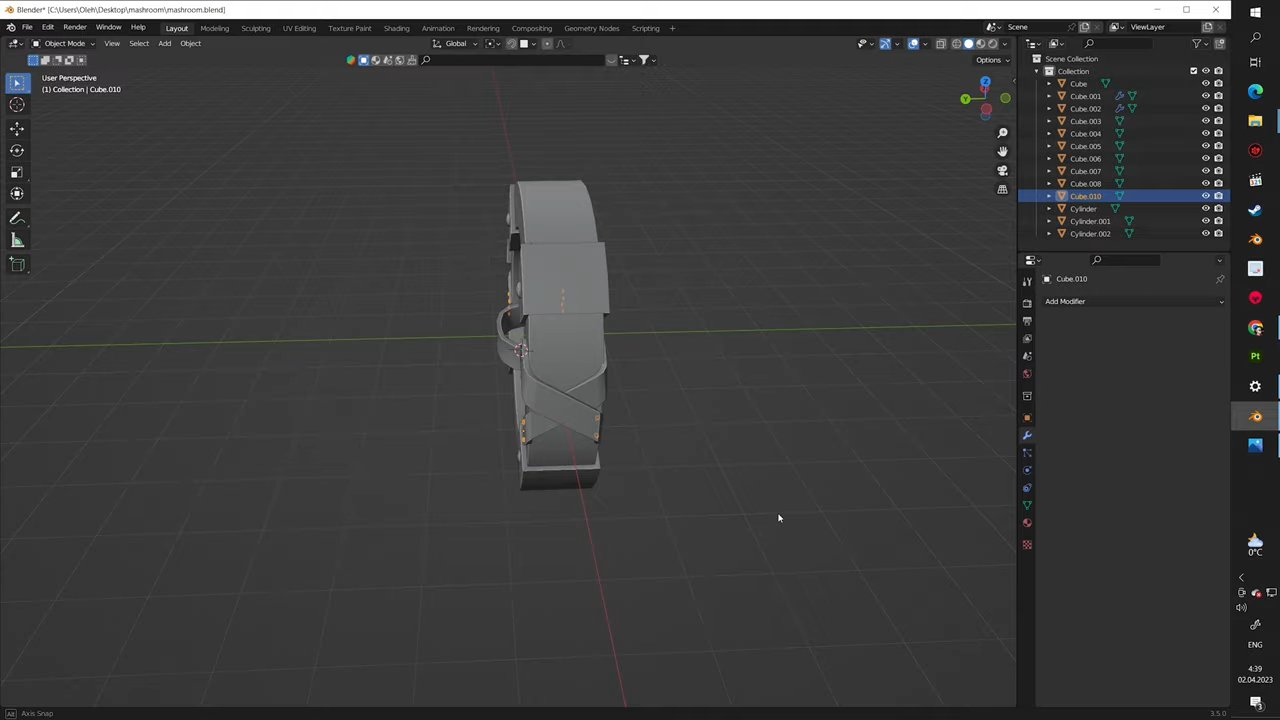 Blender* [C:\Users\Oleh\Desktop\mashroom\mashroom.blend]
File Edit Render Window Help
Layout Modeling Sculpting UV Editing Texture Paint Shading Animation Rendering Compositing Geometry Nodes Scripting +
Scene
ViewLayer
Object Mode View Select Add Object
Global
Options
User Perspective
(1) Collection | Cube.010
Z
Y
Scene Collection
Collection
Cube
Cube.001
Cube.002
Cube.003
Cube.004
Cube.005
Cube.006
Cube.007
Cube.008
Cube.010
Cylinder
Cylinder.001
Cylinder.002
Cube.010
Add Modifier
Pt
0°C
ENG
4:39
02.04.2023
Alt Axis Snap
3.5.0
3